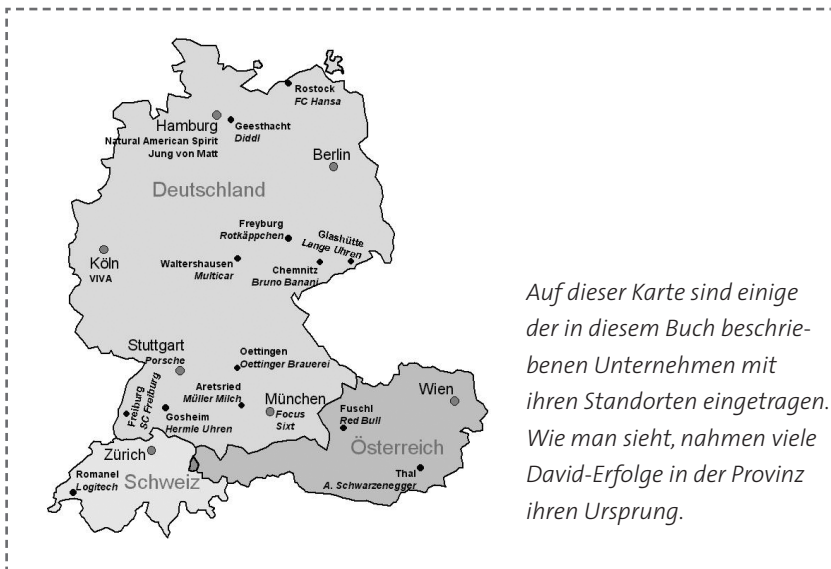 Rostock
FC Hansa
Hamburg
Geesthacht
Diddl
Natural American Spirit
Jung von Matt
Berlin
Deutschland
Freyburg
Rotkäppchen
Glashütte
Lange Uhren
Köln
VIVA
Waltershausen
Multicar
Chemnitz
Bruno Banani
Stuttgart
Porsche
Oettingen
Oettinger Brauerei
Aretsried
Müller Milch
München
Focus
Sixt
Freiburg
SC Freiburg
Gosheim
Hermle Uhren
Wien
Fuschl
Red Bull
Österreich
Zürich
Schweiz
Romanel
Logitech
Thal
A. Schwarzenegger
Auf dieser Karte sind einige
der in diesem Buch beschrie-
benen Unternehmen mit
ihren Standorten eingetragen.
Wie man sieht, nahmen viele
David-Erfolge in der Provinz
ihren Ursprung.